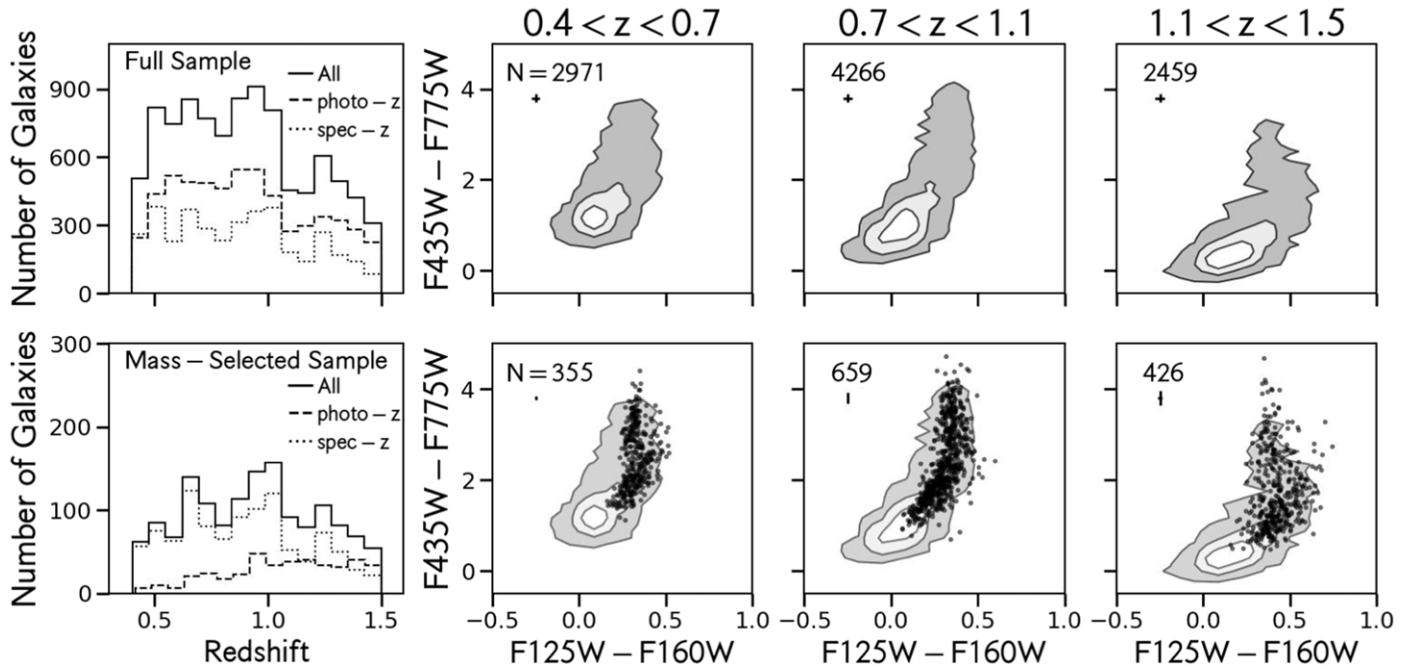 0.4 < z < 0.7
0.7 < z < 1.1
1.1 < z < 1.5
Number of Galaxies
900
600
300
0
Full Sample
All
photo – z
spec – z
F435W – F775W
4
2
0
N = 2971
4266
2459
Number of Galaxies
300
200
100
0
Mass – Selected Sample
All
photo – z
spec – z
0.5
1.0
1.5
Redshift
F435W – F775W
4
2
0
N = 355
659
426
−0.5
0.0
0.5
1.0
F125W – F160W
−0.5
0.0
0.5
1.0
F125W – F160W
−0.5
0.0
0.5
1.0
F125W – F160W